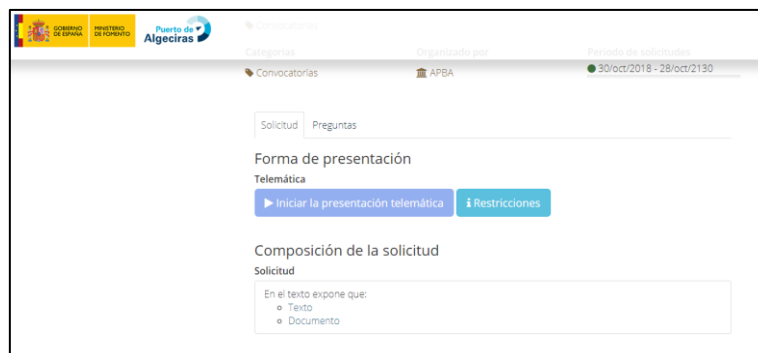 GOBIERNO
DE ESPAÑA
MINISTERIO
DE FOMENTO
Puerto de
Algeciras
Convocatorias
Categorías
Organizado por
Periodo de solicitudes
Convocatorias
APBA
30/oct/2018 - 28/oct/2130
Solicitud
Preguntas
Forma de presentación
Telemática
Iniciar la presentación telemática
Restricciones
Composición de la solicitud
Solicitud
En el texto expone que:
Texto
Documento